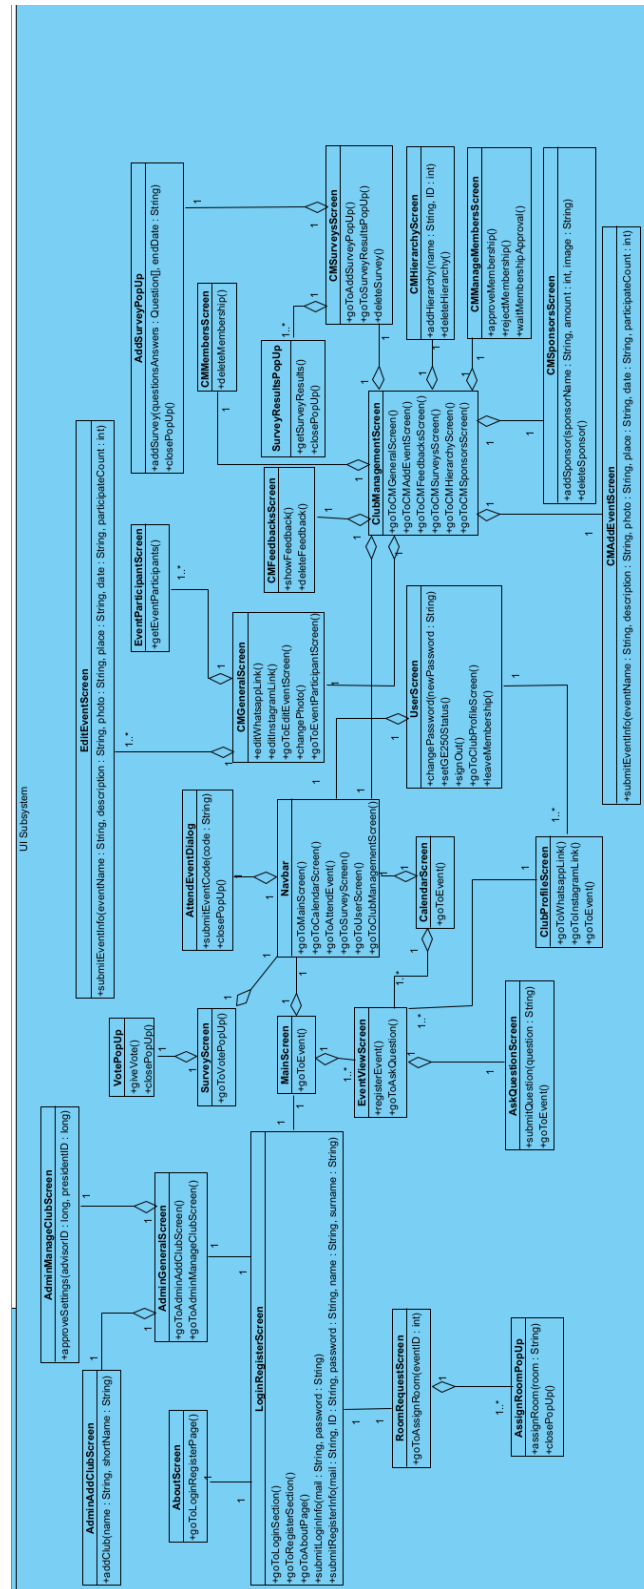 UI Subsystem
AdminAddClubScreen
+addClub(name : String, shortName : String)
AdminManageClubScreen
+approveSettings(advisorID : long, presidentID : long)
AdminGeneralScreen
+goToAdminAddClubScreen()
+goToAdminManageClubScreen()
AboutScreen
+goToLoginRegisterPage()
LoginRegisterScreen
+goToLoginSection()
+goToRegisterSection()
+goToAboutPage()
+submitLoginInfo(mail : String, password : String)
+submitRegisterInfo(mail : String, ID : String, password : String, name : String, surname : String)
RoomRequestScreen
+goToAssignRoom(eventID : int)
AssignRoomPopUp
+assignRoom(room : String)
+closePopUp()
VotePopUp
+giveVote()
+closePopUp()
SurveyScreen
+goToVotePopUp()
MainScreen
+goToEvent()
EventViewScreen
+registerEvent()
+goToAskQuestion()
AskQuestionScreen
+submitQuestion(question : String)
+goToEvent()
AttendEventDialog
+submitEventCode(code : String)
+closePopUp()
Navbar
+goToMainScreen()
+goToCalendarScreen()
+goToAttendEvent()
+goToSurveyScreen()
+goToUserScreen()
+goToClubManagementScreen()
CalendarScreen
+goToEvent()
ClubProfileScreen
+goToWhatsappLink()
+goToInstagramLink()
+goToEvent()
EditEventScreen
+submitEventInfo(eventName : String, description : String, photo : String, place : String, date : String, participateCount : int)
EventParticipantScreen
+getEventParticipants()
CMGeneralScreen
+editWhatsappLink()
+editInstagramLink()
+goToEditEventScreen()
+changePhoto()
+goToEventParticipantScreen()
UserScreen
+changePassword(newPassword : String)
+setGE250Status()
+signOut()
+goToClubProfileScreen()
+leaveMembership()
CMFeedbacksScreen
+showFeedback()
+deleteFeedback()
ClubManagementScreen
+goToCMGeneralScreen()
+goToCMAddEventScreen()
+goToCMFeedbacksScreen()
+goToCMSurveysScreen()
+goToCMHierarchyScreen()
+goToCMSponsorsScreen()
AddSurveyPopUp
+addSurvey(questionsAnswers : Question[], endDate : String)
+closePopUp()
CMMembersScreen
+deleteMembership()
SurveyResultsPopUp
+getSurveyResults()
+closePopUp()
CMSurveysScreen
+goToAddSurveyPopUp()
+goToSurveyResultsPopUp()
+deleteSurvey()
CMHierarchyScreen
+addHierarchy(name : String, ID : int)
+deleteHierarchy()
CMManageMembersScreen
+approveMembership()
+rejectMembership()
+waitMembershipApproval()
CMSponsorsScreen
+addSponsor(sponsorName : String, amount : int, image : String)
+deleteSponsor()
CMAddEventScreen
+submitEventInfo(eventName : String, description : String, photo : String, place : String, date : String, participateCount : int)